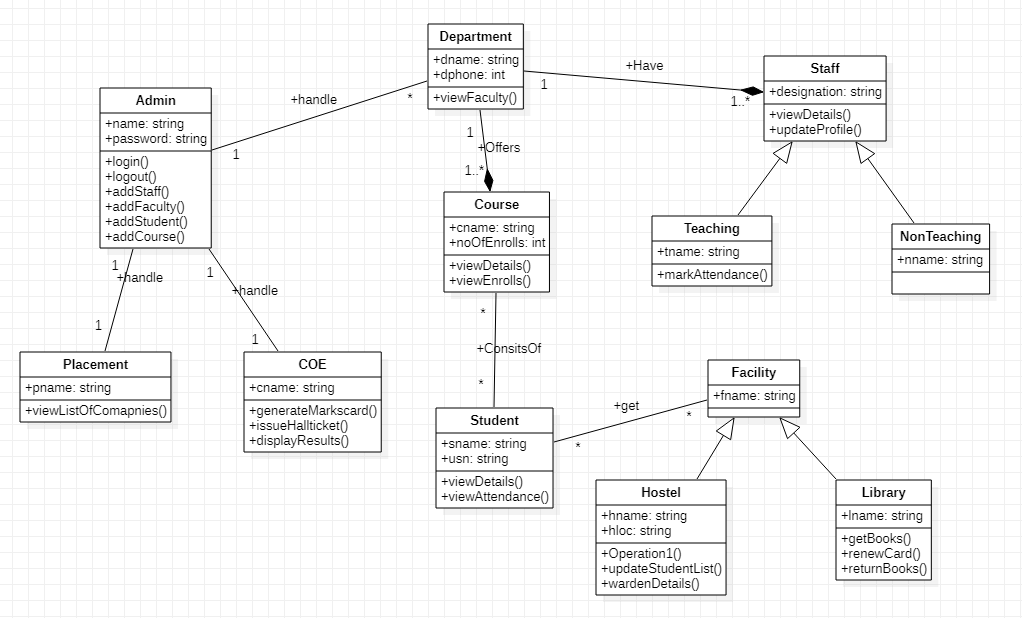 Department
+dname: string
+dphone: int
+viewFaculty()
+Have
1
1..*
Staff
+designation: string
+viewDetails()
+updateProfile()
Admin
+name: string
+password: string
+login()
+logout()
+addStaff()
+addFaculty()
+addStudent()
+addCourse()
+handle
*
1
1
+Offers
1..*
Course
+cname: string
+noOfEnrolls: int
+viewDetails()
+viewEnrolls()
Teaching
+tname: string
+markAttendance()
NonTeaching
+nname: string
1
+handle
1
1
+handle
1
Placement
+pname: string
+viewListOfComapnies()
COE
+cname: string
+generateMarkscard()
+issueHallticket()
+displayResults()
*
+ConsitsOf
*
Student
+sname: string
+usn: string
+viewDetails()
+viewAttendance()
+get
*
*
Facility
+fname: string
Hostel
+hname: string
+hloc: string
+Operation1()
+updateStudentList()
+wardenDetails()
Library
+lname: string
+getBooks()
+renewCard()
+returnBooks()